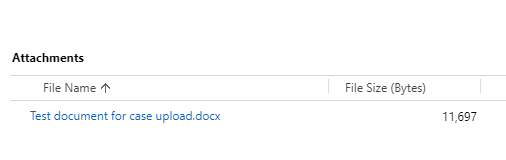 Attachments
File Name ↑ File Size (Bytes)
Test document for case upload.docx 11,697